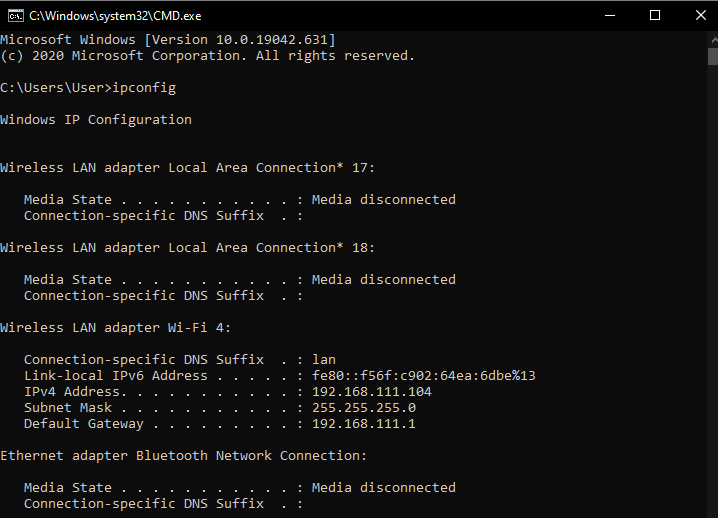 C:\Windows\system32\CMD.exe
Microsoft Windows [Version 10.0.19042.631]
(c) 2020 Microsoft Corporation. All rights reserved.
C:\Users\User>ipconfig
Windows IP Configuration
Wireless LAN adapter Local Area Connection* 17:
Media State . . . . . . . . . . . : Media disconnected
Connection-specific DNS Suffix  . :
Wireless LAN adapter Local Area Connection* 18:
Media State . . . . . . . . . . . : Media disconnected
Connection-specific DNS Suffix  . :
Wireless LAN adapter Wi-Fi 4:
Connection-specific DNS Suffix  . : lan
Link-local IPv6 Address . . . . . : fe80::f56f:c902:64ea:6dbe%13
IPv4 Address. . . . . . . . . . . : 192.168.111.104
Subnet Mask . . . . . . . . . . . : 255.255.255.0
Default Gateway . . . . . . . . . : 192.168.111.1
Ethernet adapter Bluetooth Network Connection:
Media State . . . . . . . . . . . : Media disconnected
Connection-specific DNS Suffix  . :